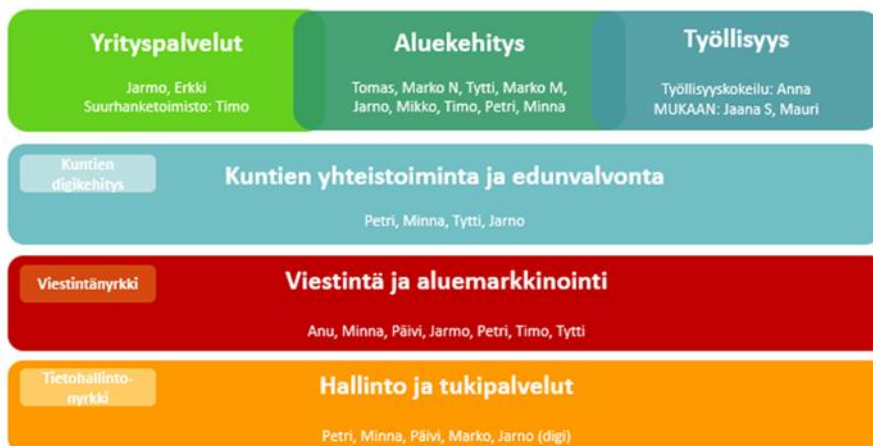 Yrityspalvelut
Jarmo, Erkki
Suurhanketoimisto: Timo
Aluekehitys
Tomas, Marko N, Tytti, Marko M,
Jarno, Mikko, Timo, Petri, Minna
Työllisyys
Työllisyyskokeilu: Anna
MUKAAN: Jaana S, Mauri
Kuntien
digikehitys
Kuntien yhteistoiminta ja edunvalvonta
Petri, Minna, Tytti, Jarno
Viestintänyrkki
Viestintä ja aluemarkkinointi
Anu, Minna, Päivi, Jarmo, Petri, Timo, Tytti
Tietohallinto-
nyrkki
Hallinto ja tukipalvelut
Petri, Minna, Päivi, Marko, Jarno (digi)